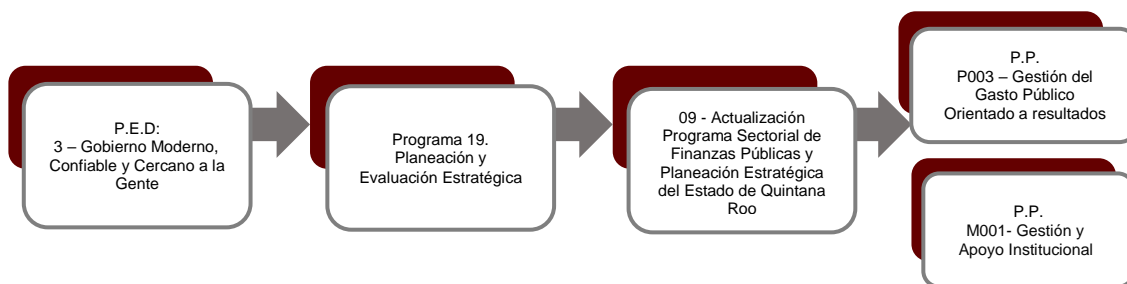 P.E.D:
3 – Gobierno Moderno,
Confiable y Cercano a la
Gente
Programa 19.
Planeación y
Evaluación Estratégica
09 - Actualización
Programa Sectorial de
Finanzas Públicas y
Planeación Estratégica
del Estado de Quintana
Roo
P.P.
P003 – Gestión del
Gasto Público
Orientado a resultados
P.P.
M001- Gestión y
Apoyo Institucional